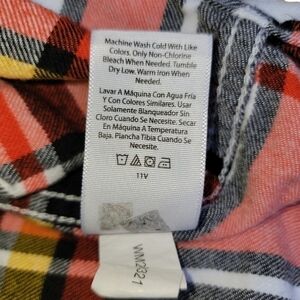 Machine Wash Cold With Like
Colors. Only Non-Chlorine
Bleach When Needed. Tumble
Dry Low. Warm Iron When
Needed.
Lavar A Máquina Con Agua Fría
Y Con Colores Similares. Usar
Solamente Blanqueador Sin
Cloro Cuando Se Necesite. Secar
En Máquina A Temperatura
Baja. Plancha Tibia Cuando Se
Necesite.
11V
WM2321